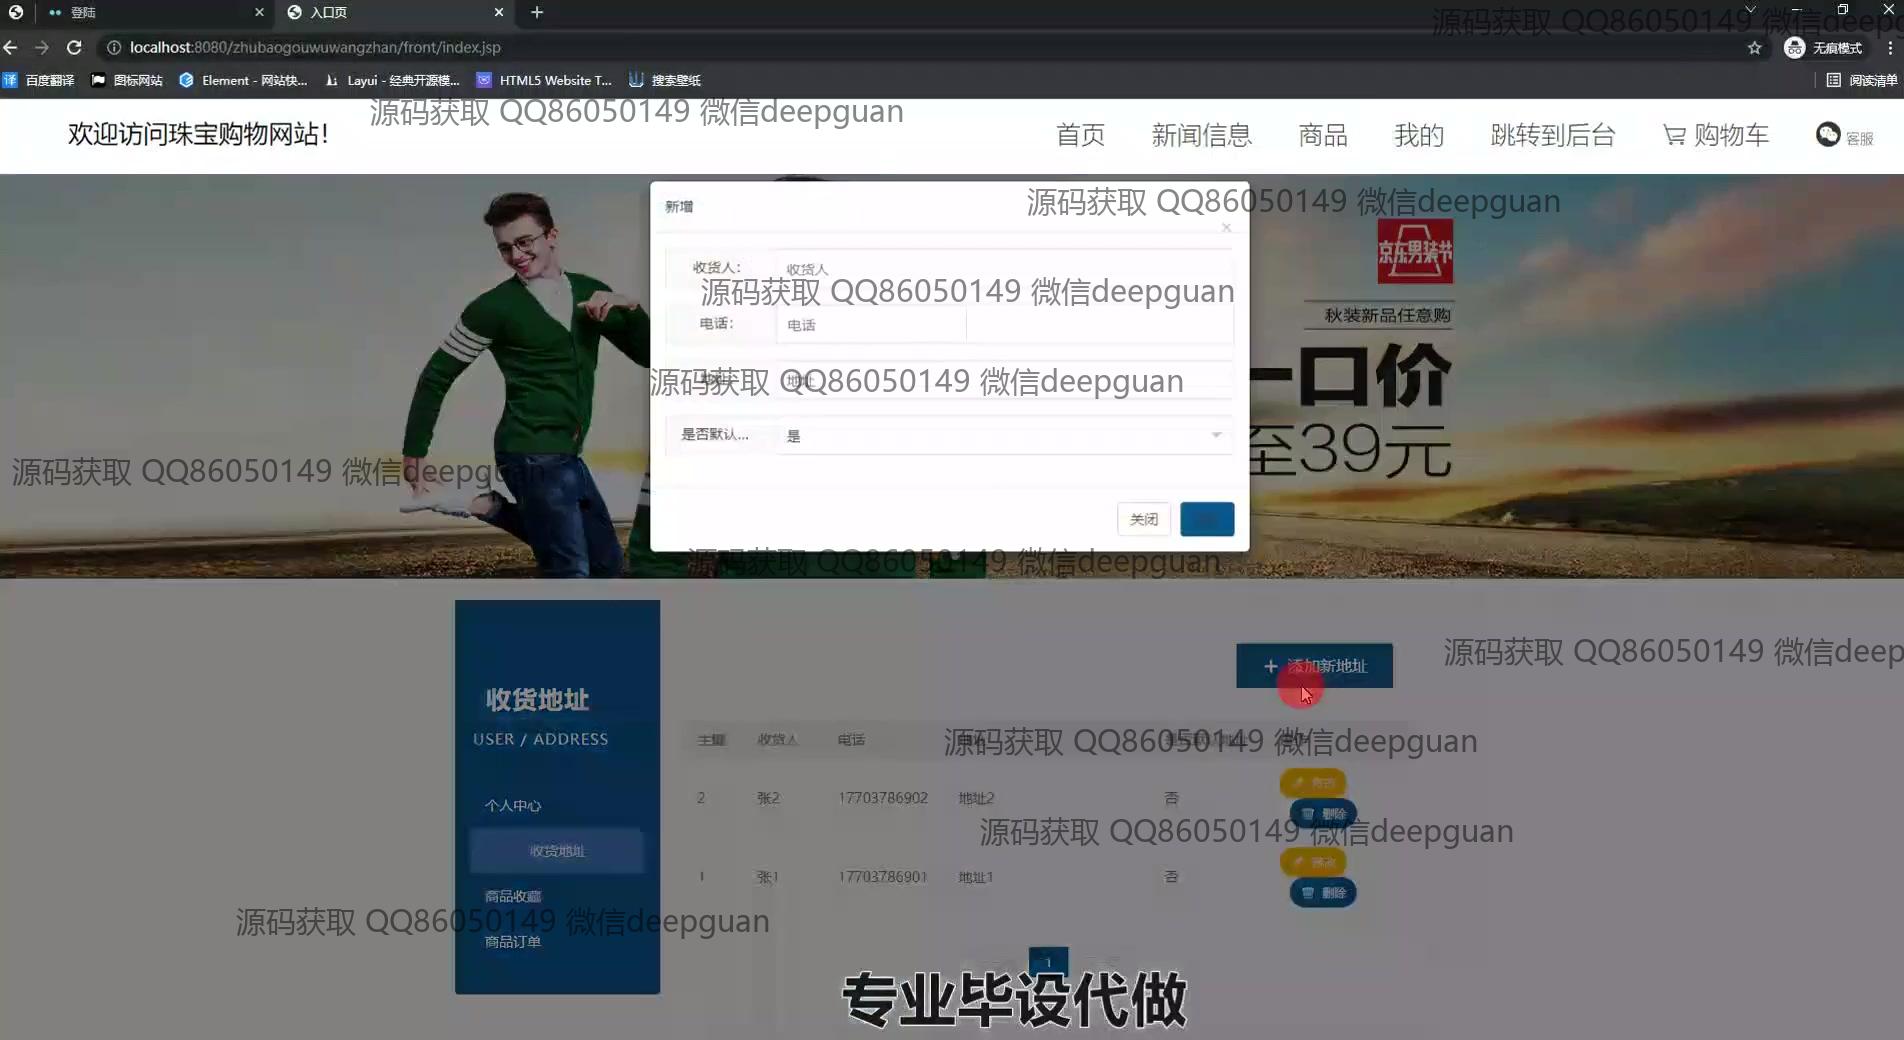 登陆
入口页
localhost:8080/zhubaogouwuwangzhan/front/index.jsp
无痕模式
百度翻译
图标网站
Element - 网站快...
Layui - 经典开源模...
HTML5 Website T...
搜索壁纸
阅读清单
源码获取 QQ86050149 微信deepg
源码获取 QQ86050149 微信deepguan
欢迎访问珠宝购物网站!
首页
新闻信息
商品
我的
跳转到后台
购物车
客服
源码获取 QQ86050149 微信deepguan
新增
京东男装节
收货人:
收货人
源码获取 QQ86050149 微信deepguan
秋装新品任意购
电话:
电话
一口价
源码获取 QQ86050149 微信deepguan
地址
是否默认...
是
至39元
源码获取 QQ86050149 微信deepguan
关闭
源码获取 QQ86050149 微信deepguan
源码获取 QQ86050149 微信deep
添加新地址
收货地址
USER / ADDRESS
主键
收货人
电话
源码获取 QQ86050149 微信deepguan
2
张2
17703786902
地址2
否
修改
删除
个人中心
源码获取 QQ86050149 微信deepguan
收货地址
1
张1
17703786901
地址1
否
修改
删除
商品收藏
源码获取 QQ86050149 微信deepguan
商品订单
1
专业毕设代做